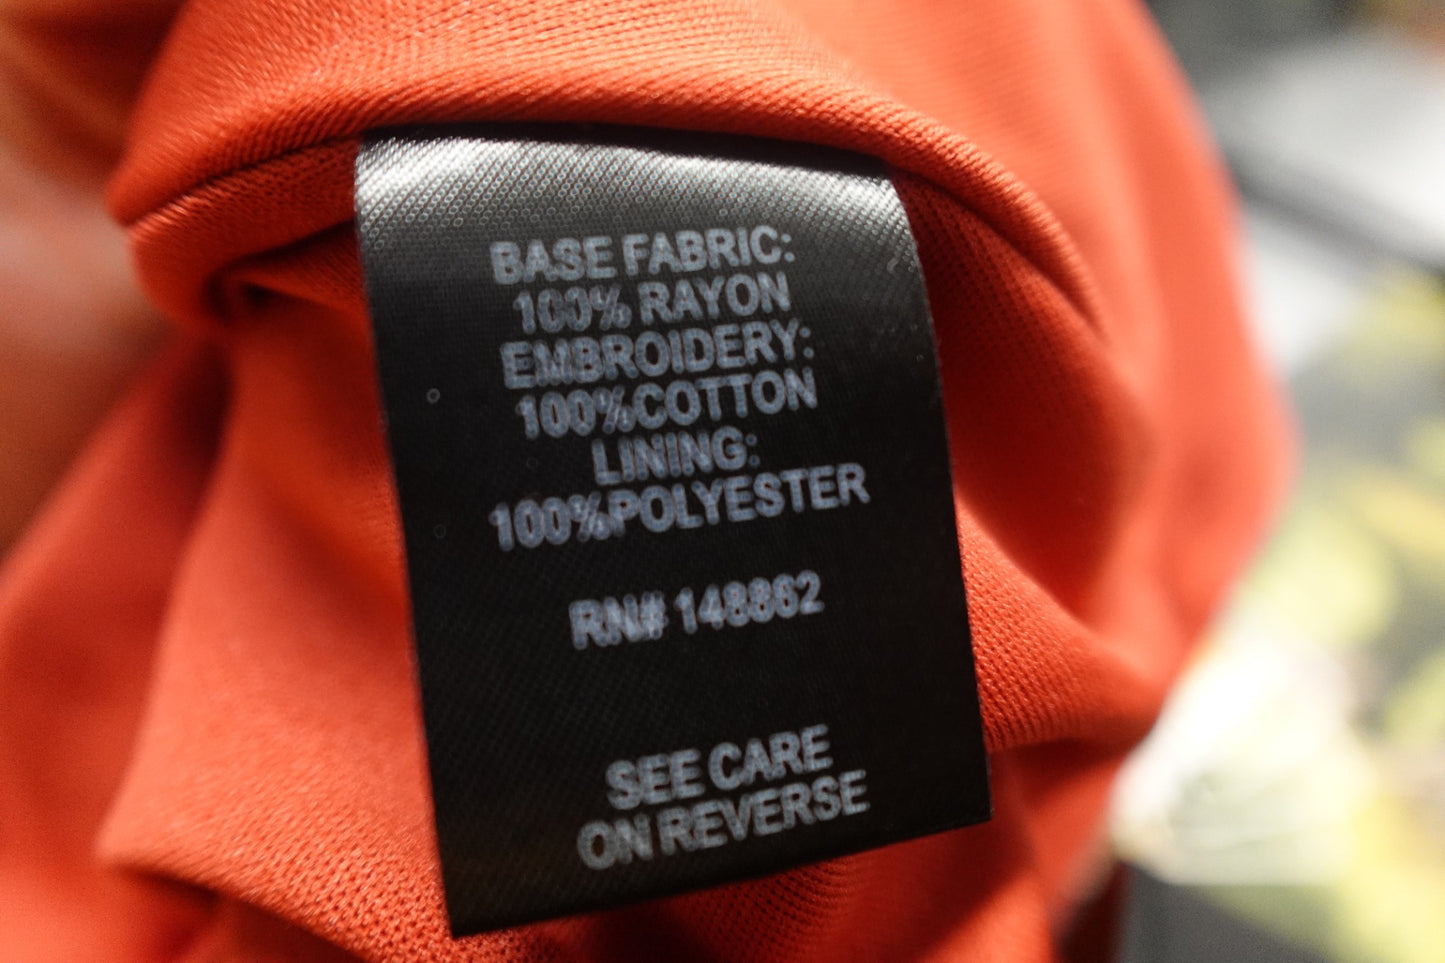 BASE FABRIC:
100% RAYON
EMBROIDERY:
100%COTTON
LINING:
100%POLYESTER
RN# 148862
SEE CARE
ON REVERSE